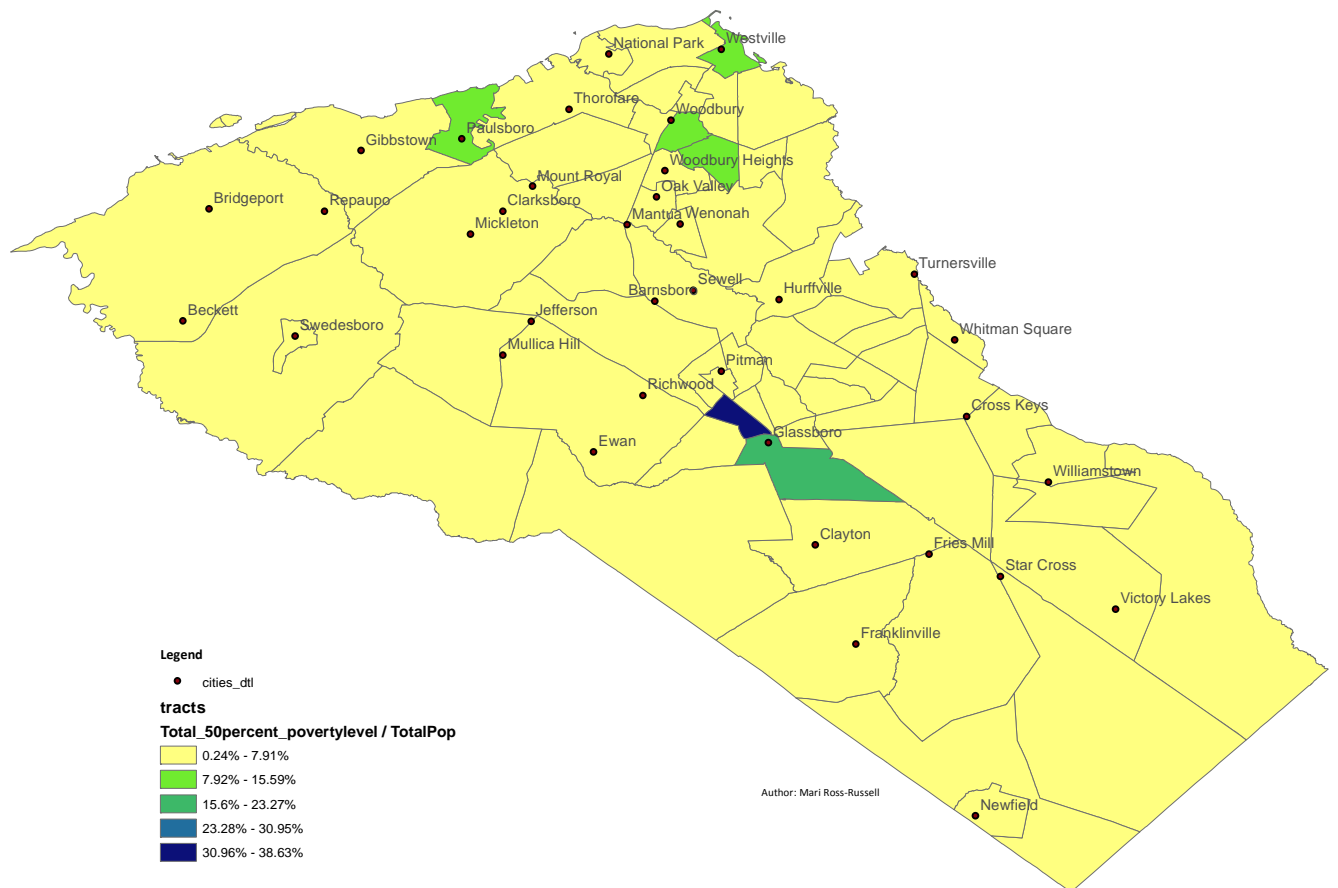 National Park
Westville
Thorofare
Woodbury
Paulsboro
Gibbstown
Woodbury Heights
Mount Royal
Oak Valley
Bridgeport
Repaupo
Clarksboro
Mickleton
Mantua
Wenonah
Turnersville
Sewell
Barnsboro
Hurffville
Beckett
Swedesboro
Jefferson
Whitman Square
Mullica Hill
Pitman
Richwood
Cross Keys
Ewan
Glassboro
Williamstown
Clayton
Fries Mill
Star Cross
Victory Lakes
Franklinville
Newfield
Legend
cities_dtl
tracts
Total_50percent_povertylevel / TotalPop
0.24% - 7.91%
7.92% - 15.59%
15.6% - 23.27%
23.28% - 30.95%
30.96% - 38.63%
Author: Mari Ross-Russell